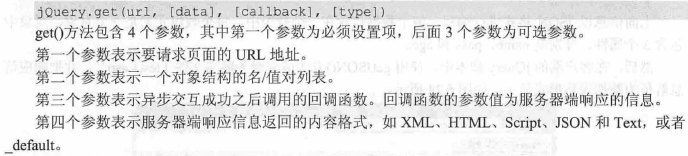 jQuery.get(url, [data], [callback], [type])
get()方法包含 4 个参数，其中第一个参数为必须设置项，后面 3 个参数为可选参数。
第一个参数表示要请求页面的 URL 地址。
第二个参数表示一个对象结构的名/值对列表。
第三个参数表示异步交互成功之后调用的回调函数。回调函数的参数值为服务器端响应的信息。
第四个参数表示服务器端响应信息返回的内容格式，如 XML、HTML、Script、JSON 和 Text，或者
_default。